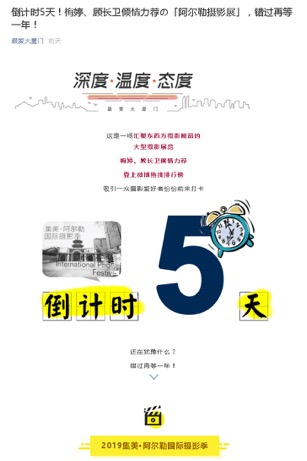 倒计时5天！梅婷、顾长卫倾情力荐の「阿尔勒摄影展」，错过再等
一年！
最爱大厦门 昨天
深度·温度·态度
最爱大厦门
这是一场汇聚东西方摄影精品的
大型摄影展览
梅婷、顾长卫倾情力荐
登上微博热搜排行榜
吸引一众摄影爱好者纷纷前来打卡
集美·阿尔勒
国际摄影季
International Photo
Festival
5
倒计时
天
还在犹豫什么？
错过再等一年！
2019集美·阿尔勒国际摄影季